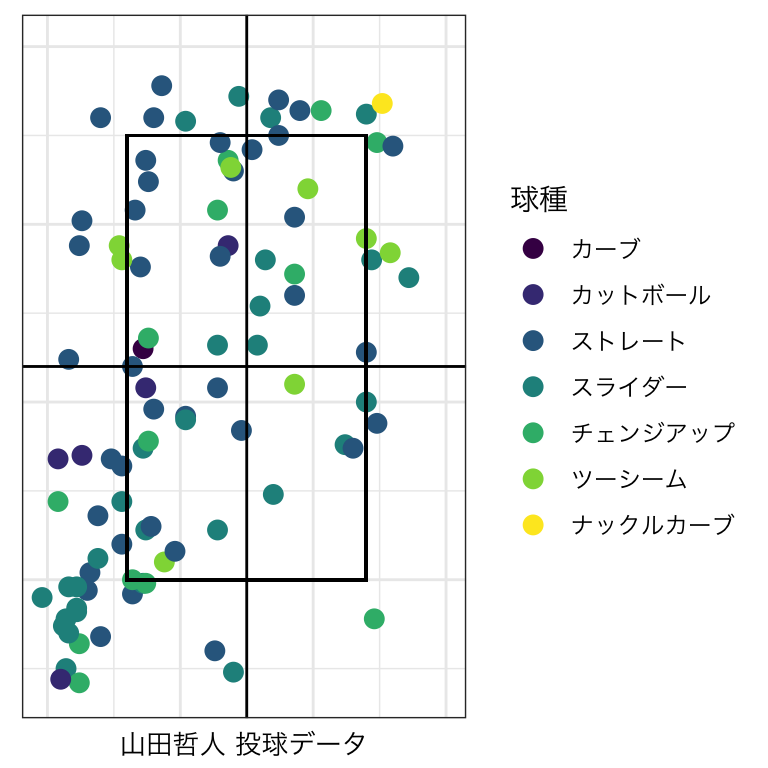 球種
カーブ
カットボール
ストレート
スライダー
チェンジアップ
ツーシーム
ナックルカーブ
山田哲人 投球データ